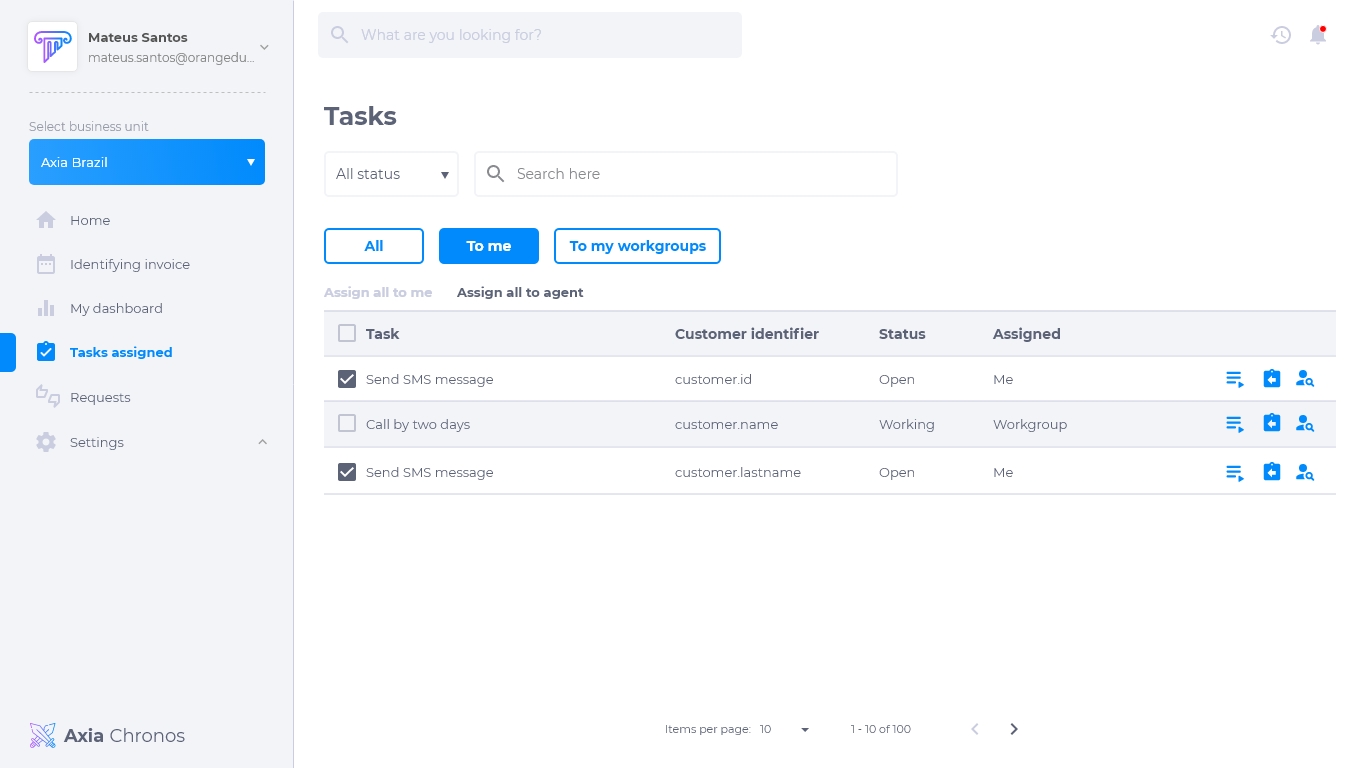 Mateus Santos
mateus.santos@orangedu...
Select business unit
Axia Brazil
Home
Identifying invoice
My dashboard
Tasks assigned
Requests
Settings
Axia Chronos
What are you looking for?
Tasks
All status
Search here
All
To me
To my workgroups
Assign all to me Assign all to agent
Task Customer identifier Status Assigned
Send SMS message customer.id Open Me
Call by two days customer.name Working Workgroup
Send SMS message customer.lastname Open Me
Items per page: 10 1 - 10 of 100